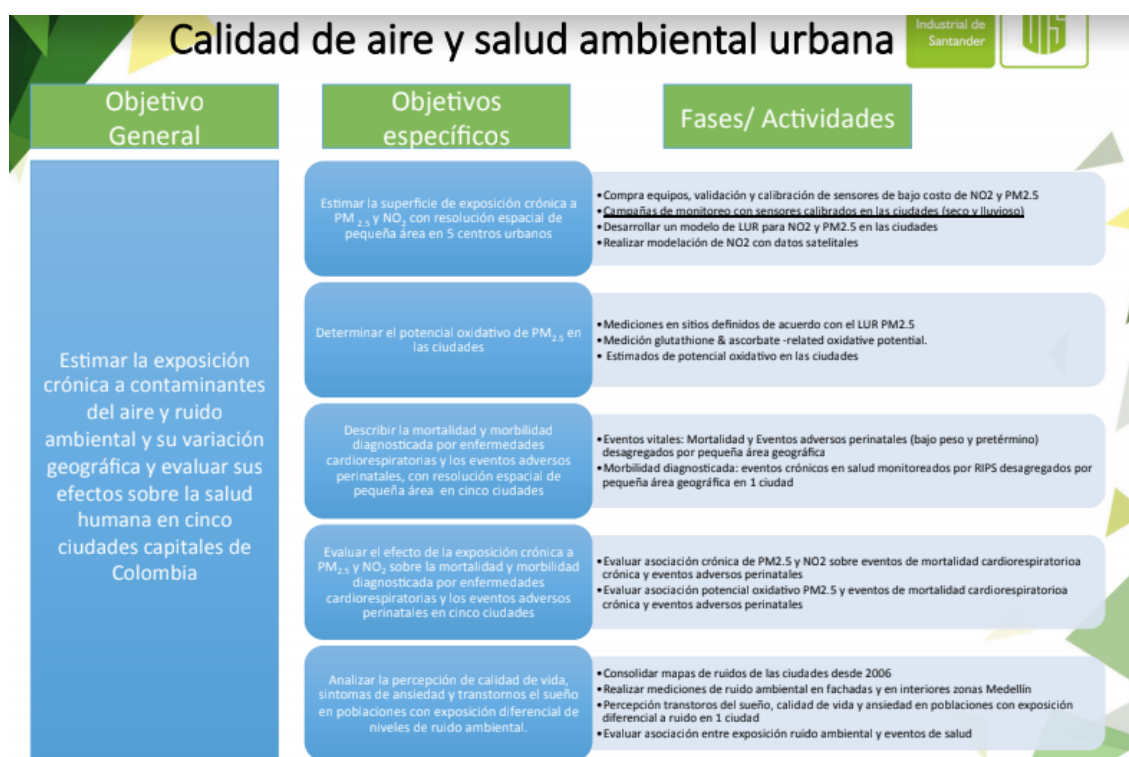 Calidad de aire y salud ambiental urbana
Industrial de
Santander
Objetivo
General
Objetivos
específicos
Fases/ Actividades
Estimar la exposición
crónica a contaminantes
del aire y ruido
ambiental y su variación
geográfica y evaluar sus
efectos sobre la salud
humana en cinco
ciudades capitales de
Colombia
Estimar la superficie de exposición crónica a
PM 2.5 y NO2 con resolución espacial de
pequeña área en 5 centros urbanos
•Compra equipos, validación y calibración de sensores de bajo costo de NO2 y PM2.5
•Campañas de monitoreo con sensores calibrados en las ciudades (seco y lluvioso)
•Desarrollar un modelo de LUR para NO2 y PM2.5 en las ciudades
•Realizar modelación de NO2 con datos satelitales
Determinar el potencial oxidativo de PM2.5 en
las ciudades
•Mediciones en sitios definidos de acuerdo con el LUR PM2.5
•Medición glutathione & ascorbate -related oxidative potential.
• Estimados de potencial oxidativo en las ciudades
Describir la mortalidad y morbilidad
diagnosticada por enfermedades
cardiorespiratorias y los eventos adversos
perinatales, con resolución espacial de
pequeña área en cinco ciudades
•Eventos vitales: Mortalidad y Eventos adversos perinatales (bajo peso y pretérmino)
desagregados por pequeña área geográfica
•Morbilidad diagnosticada: eventos crónicos en salud monitoreados por RIPS desagregados por
pequeña área geográfica en 1 ciudad
Evaluar el efecto de la exposición crónica a
PM2.5 y NO2 sobre la mortalidad y morbilidad
diagnosticada por enfermedades
cardiorespiratorias y los eventos adversos
perinatales en cinco ciudades
•Evaluar asociación crónica de PM2.5 y NO2 sobre eventos de mortalidad cardiorespiratorioa
crónica y eventos adversos perinatales
•Evaluar asociación potencial oxidativo PM2.5 y eventos de mortalidad cardiorespiratorioa
crónica y eventos adversos perinatales
Analizar la percepción de calidad de vida,
sintomas de ansiedad y transtornos el sueño
en poblaciones con exposición diferencial de
niveles de ruido ambiental.
•Consolidar mapas de ruidos de las ciudades desde 2006
•Realizar mediciones de ruido ambiental en fachadas y en interiores zonas Medellín
•Percepción transtoros del sueño, calidad de vida y ansiedad en poblaciones con exposición
diferencial a ruido en 1 ciudad
•Evaluar asociación entre exposición ruido ambiental y eventos de salud